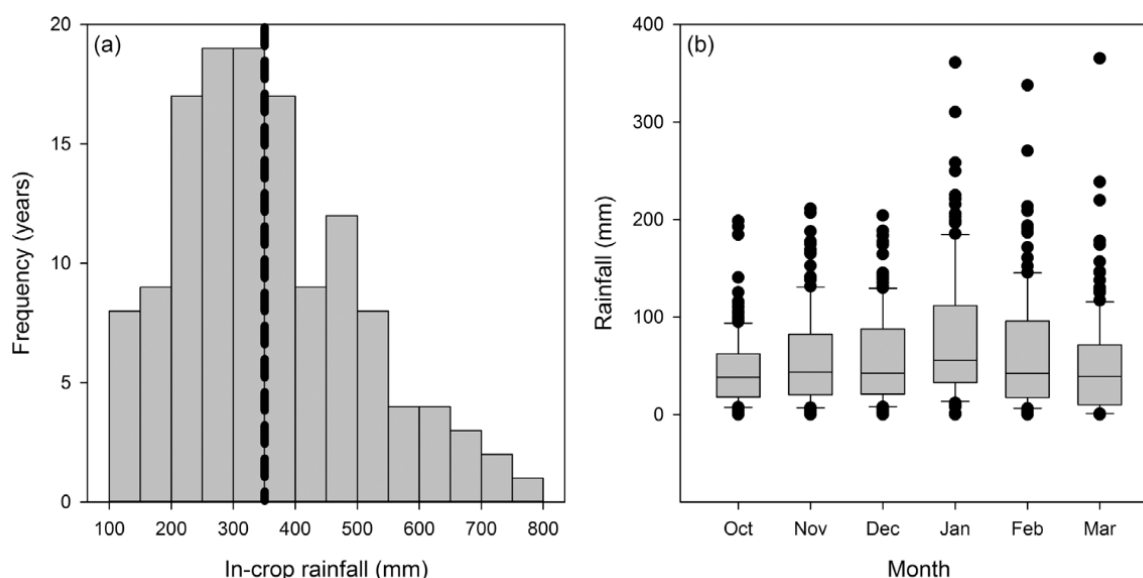 (a)
20
15
10
5
0
Frequency (years)
100 200 300 400 500 600 700 800
In-crop rainfall (mm)
(b)
400
300
200
100
0
Rainfall (mm)
Oct Nov Dec Jan Feb Mar
Month